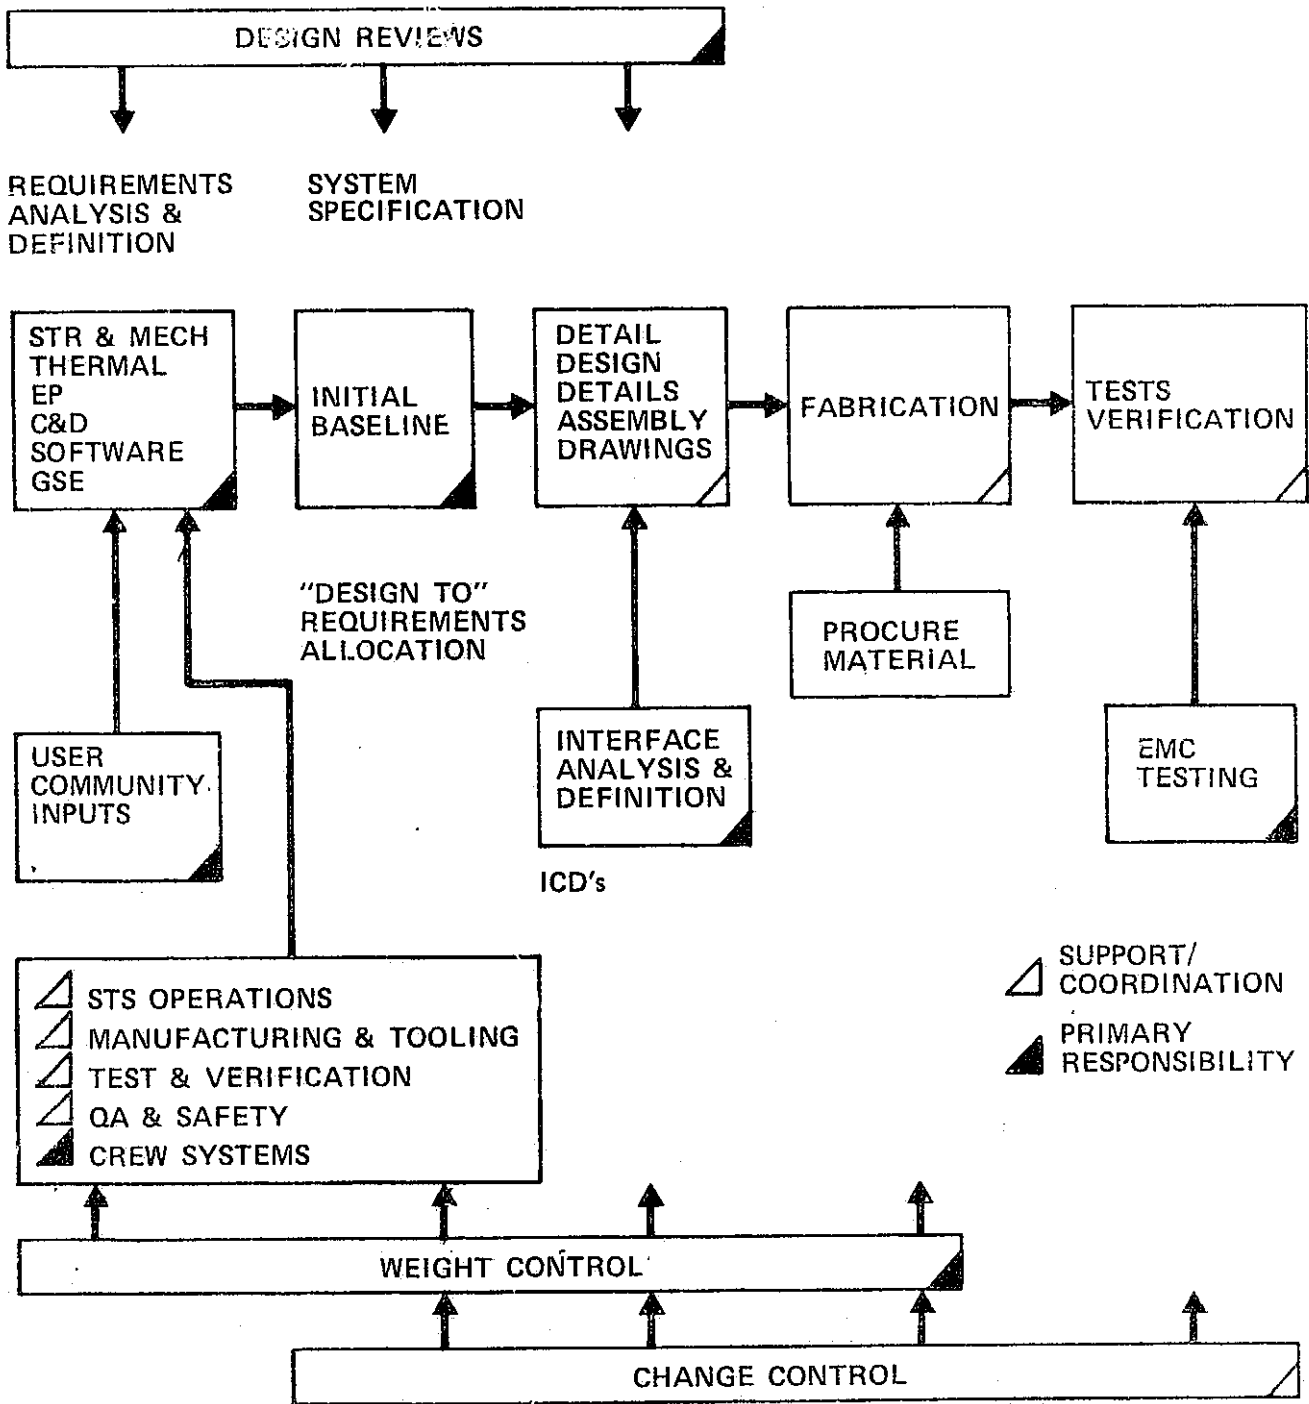 DESIGN REVIEWS
REQUIREMENTS
ANALYSIS &
DEFINITION
SYSTEM
SPECIFICATION
STR & MECH
THERMAL
EP
C&D
SOFTWARE
GSE
INITIAL
BASELINE
DETAIL
DESIGN
DETAILS
ASSEMBLY
DRAWINGS
FABRICATION
TESTS
VERIFICATION
"DESIGN TO"
REQUIREMENTS
ALLOCATION
PROCURE
MATERIAL
USER
COMMUNITY
INPUTS
INTERFACE
ANALYSIS &
DEFINITION
EMC
TESTING
ICD's
STS OPERATIONS
MANUFACTURING & TOOLING
TEST & VERIFICATION
QA & SAFETY
CREW SYSTEMS
SUPPORT/
COORDINATION
PRIMARY
RESPONSIBILITY
WEIGHT CONTROL
CHANGE CONTROL